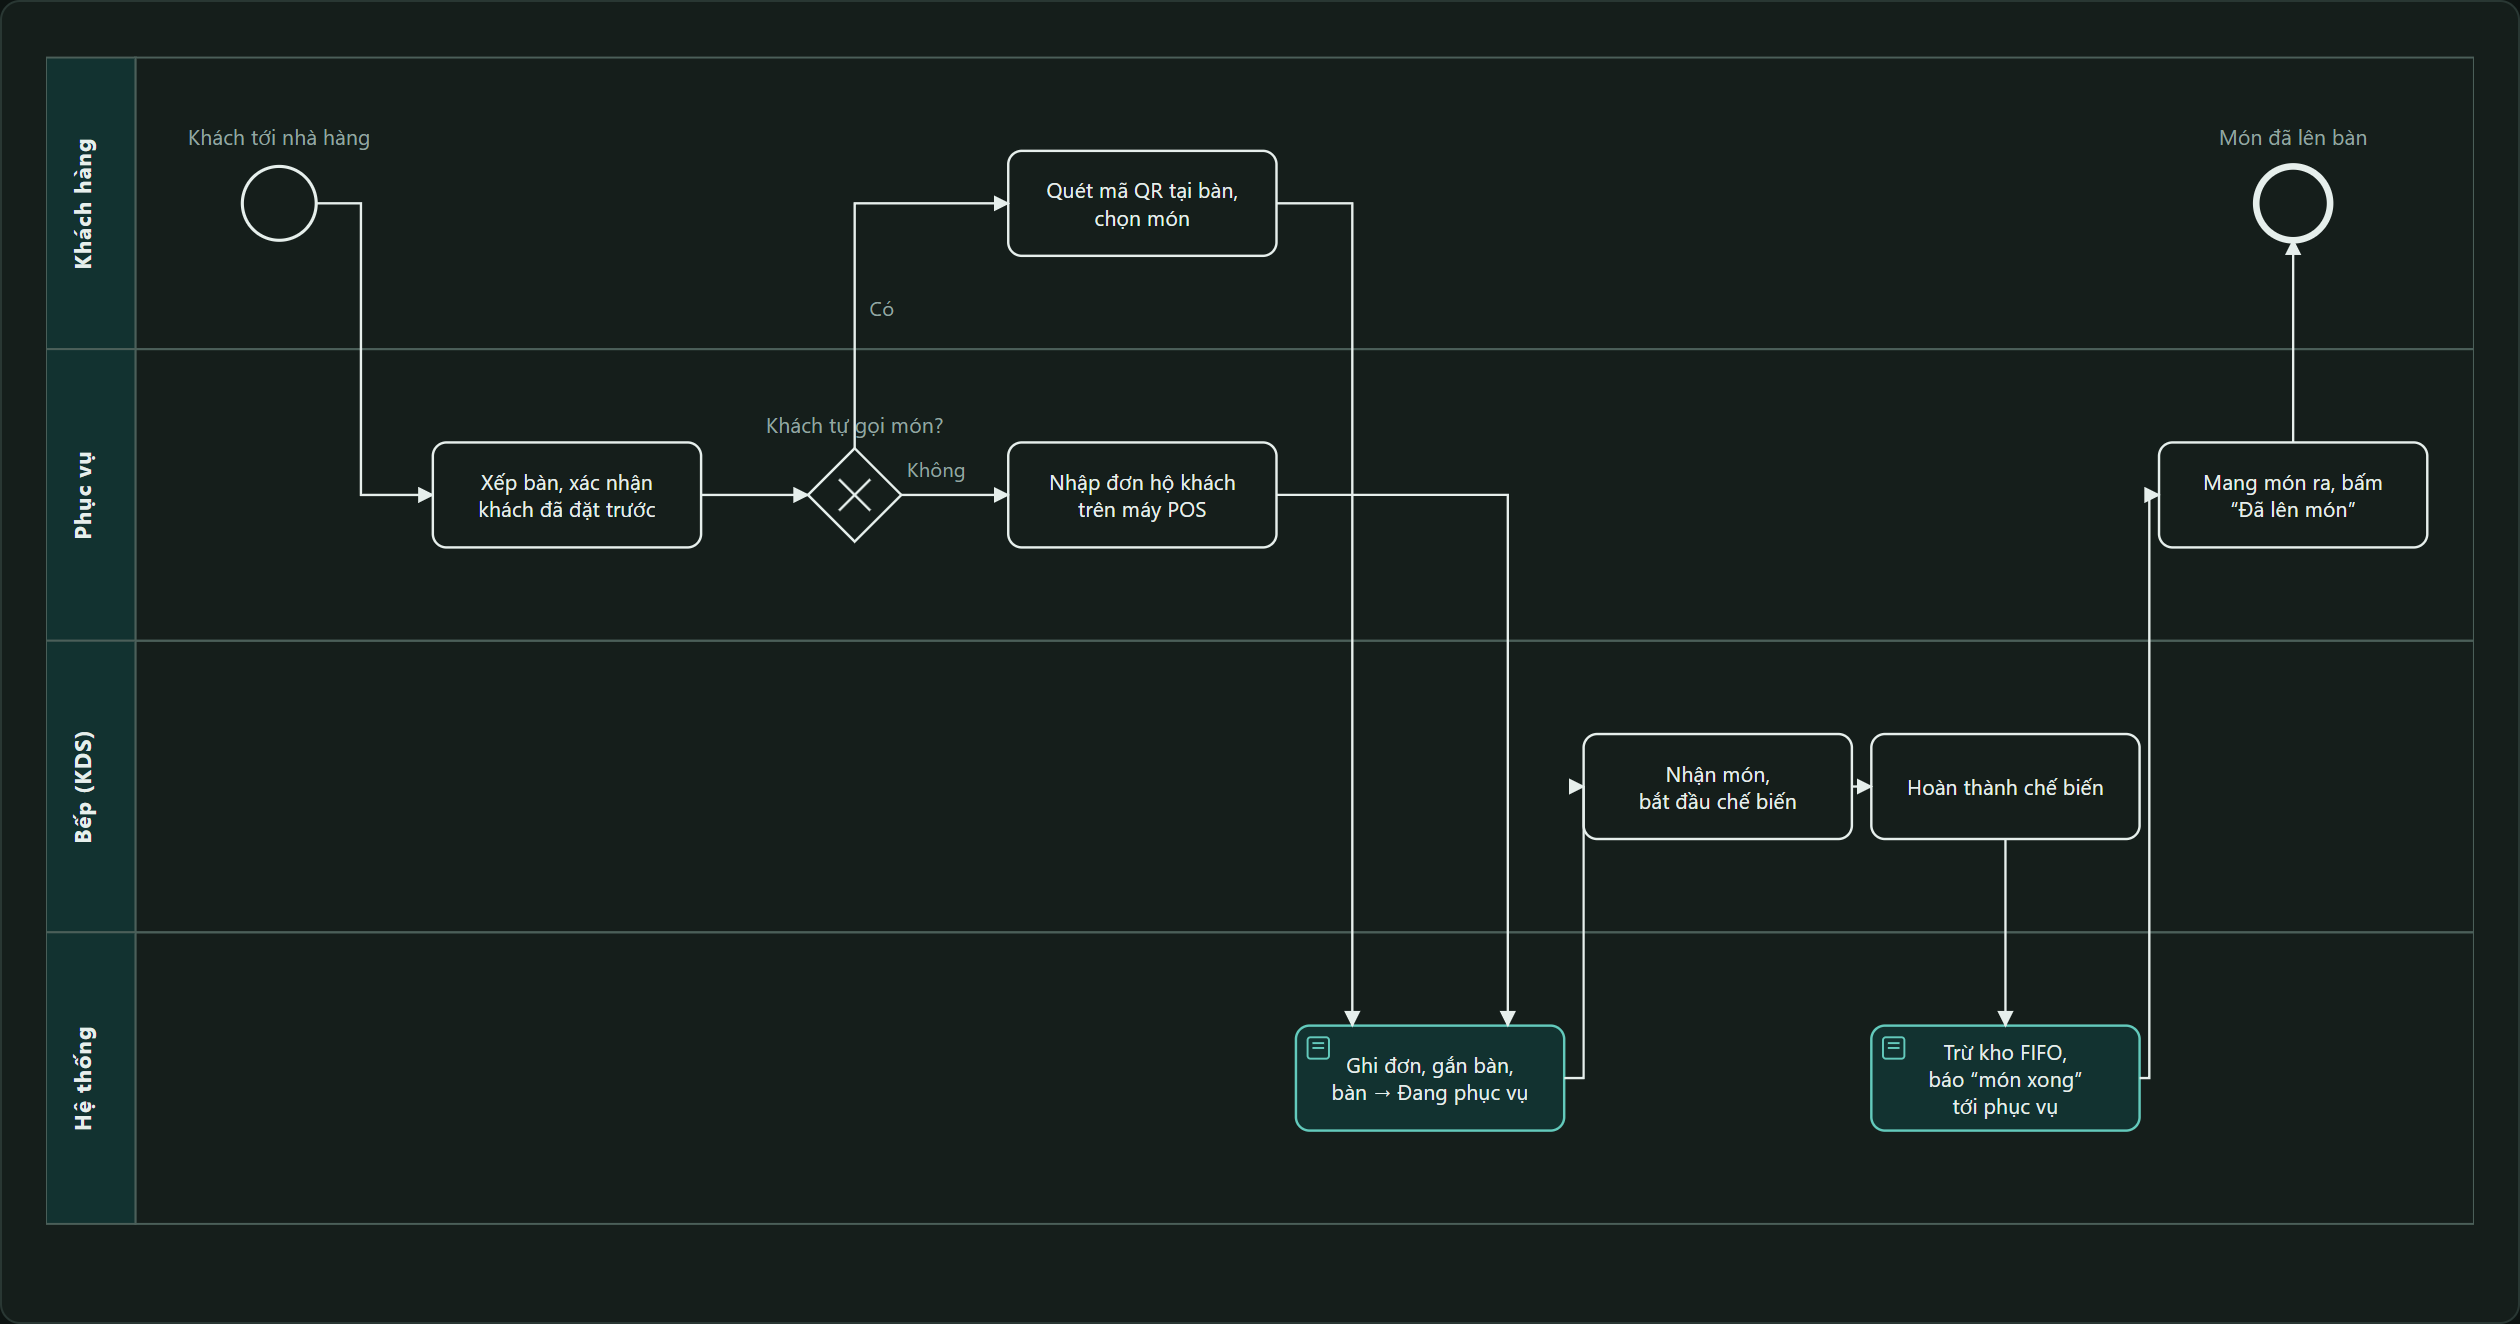 Khách hàng
Khách tới nhà hàng
Quét mã QR tại bàn,
chọn món
Món đã lên bàn
Có
Phục vụ
Xếp bàn, xác nhận
khách đã đặt trước
Khách tự gọi món?
Không
Nhập đơn hộ khách
trên máy POS
Mang món ra, bấm
“Đã lên món”
Bếp (KDS)
Nhận món,
bắt đầu chế biến
Hoàn thành chế biến
Hệ thống
Ghi đơn, gắn bàn,
bàn → Đang phục vụ
Trừ kho FIFO,
báo “món xong”
tới phục vụ